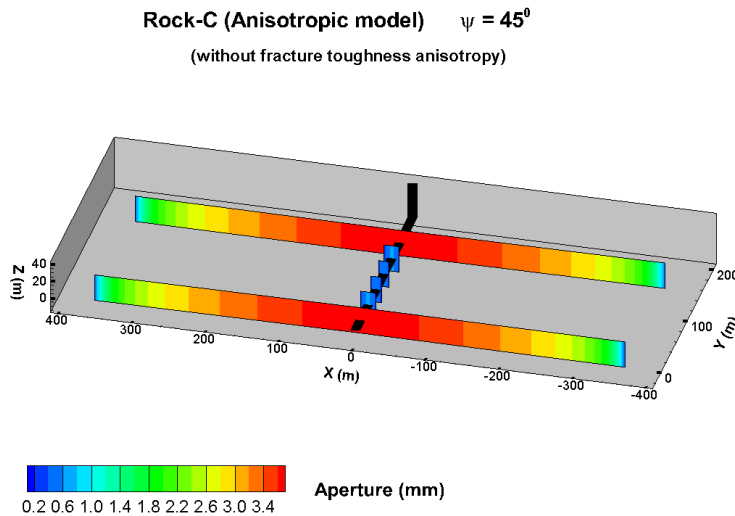 Rock-C (Anisotropic model) ψ = 45⁰
(without fracture toughness anisotropy)
Z (m)
40
20
0
400
300
200
100
0
-100
-200
-300
-400
X (m)
200
100
0
Y (m)
0.2 0.6 1.0 1.4 1.8 2.2 2.6 3.0 3.4
Aperture (mm)